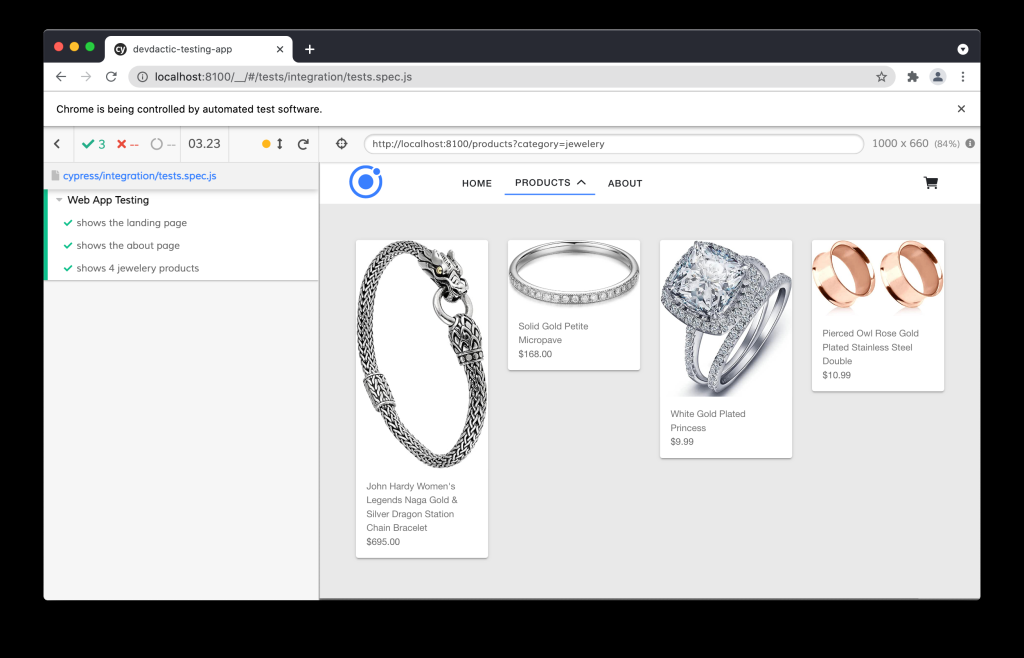 cy devdactic-testing-app
localhost:8100/__/#/tests/integration/tests.spec.js
Chrome is being controlled by automated test software.
3 -- -- 03.23
http://localhost:8100/products?category=jewelery
1000 x 660 (84%)
cypress/integration/tests.spec.js
Web App Testing
shows the landing page
shows the about page
shows 4 jewelery products
HOME PRODUCTS ABOUT
John Hardy Women's
Legends Naga Gold &
Silver Dragon Station
Chain Bracelet
$695.00
Solid Gold Petite
Micropave
$168.00
White Gold Plated
Princess
$9.99
Pierced Owl Rose Gold
Plated Stainless Steel
Double
$10.99